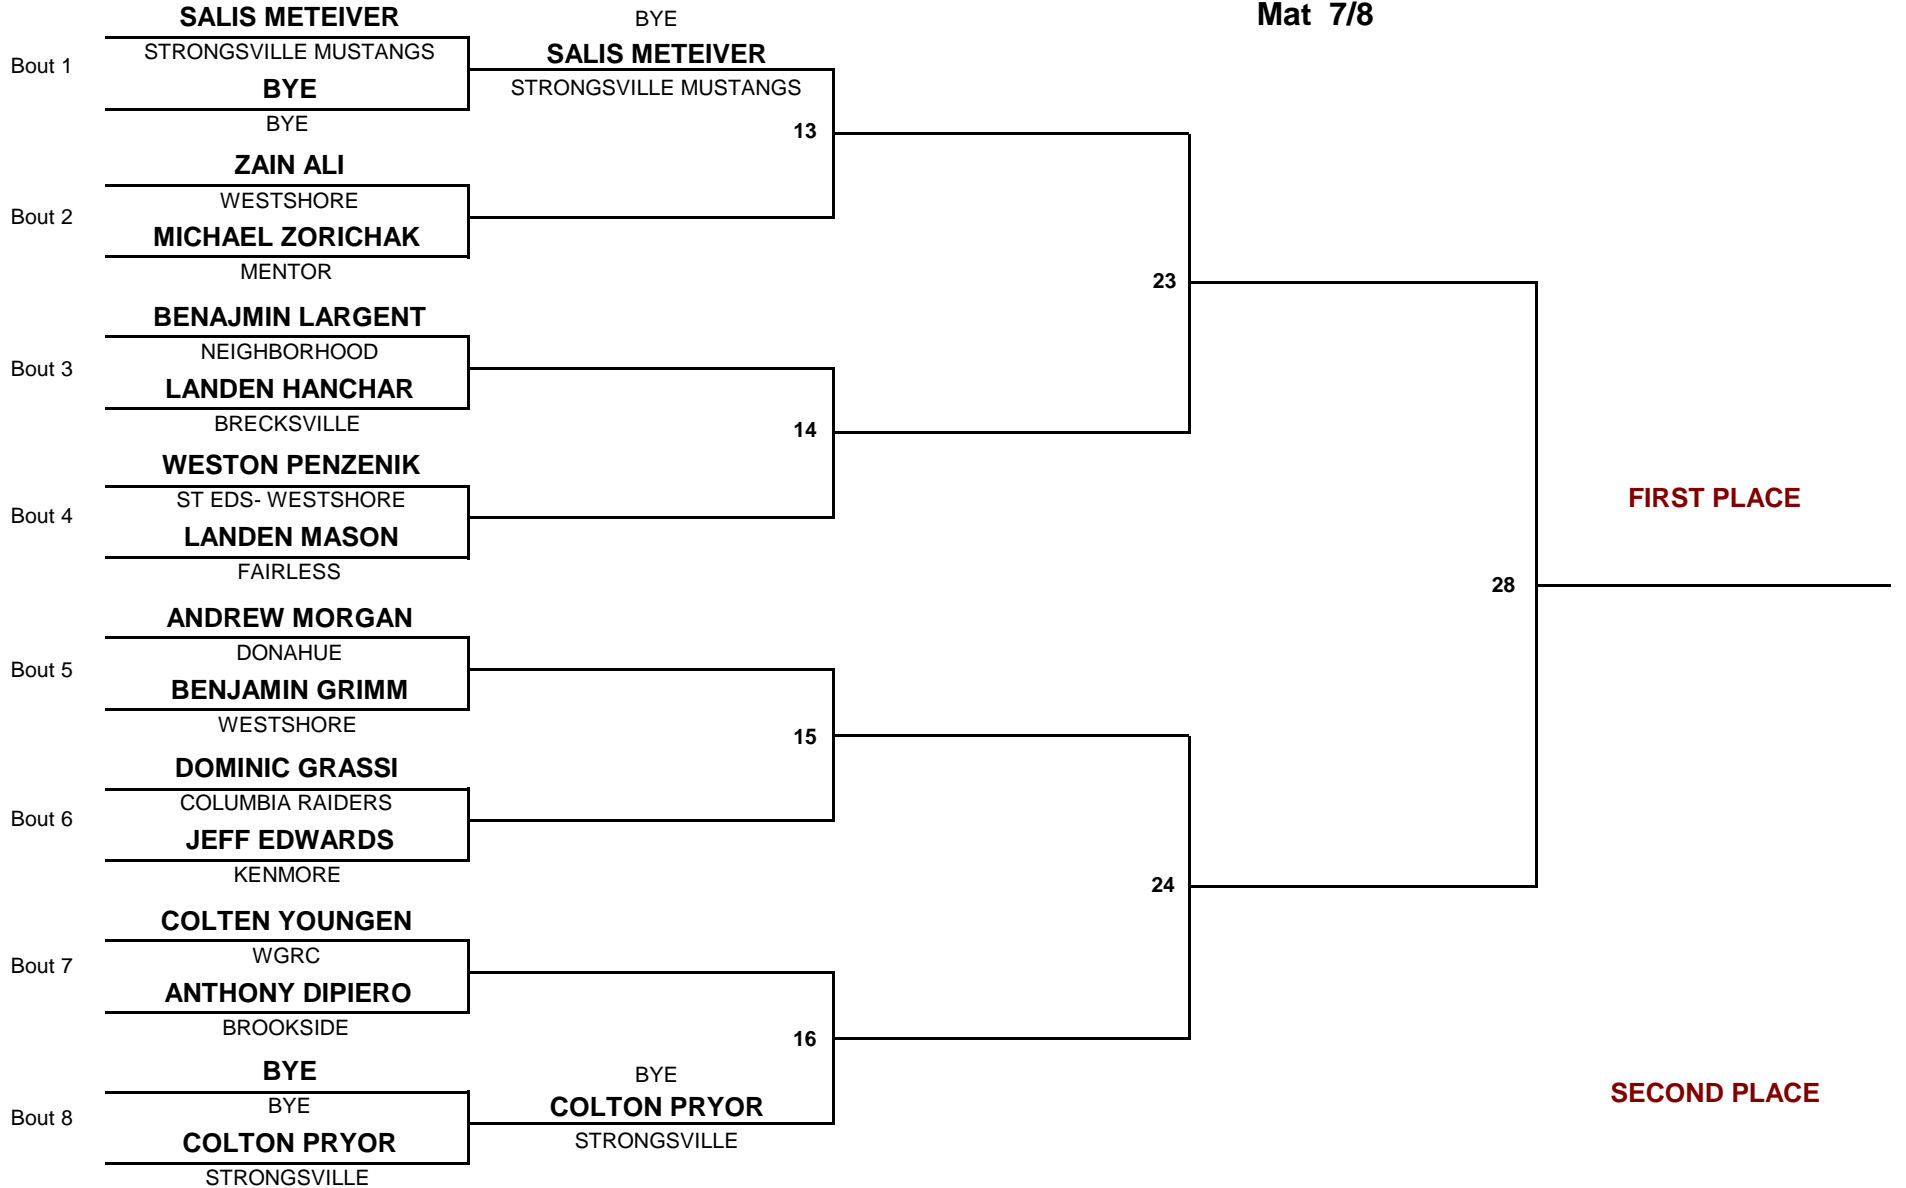 Mat 7/8
SALIS METEIVER
BYE
Bout 1
STRONGSVILLE MUSTANGS
SALIS METEIVER
BYE
STRONGSVILLE MUSTANGS
BYE
13
ZAIN ALI
Bout 2
WESTSHORE
MICHAEL ZORICHAK
MENTOR
23
BENAJMIN LARGENT
Bout 3
NEIGHBORHOOD
LANDEN HANCHAR
BRECKSVILLE
14
WESTON PENZENIK
Bout 4
ST EDS- WESTSHORE
FIRST PLACE
LANDEN MASON
FAIRLESS
28
ANDREW MORGAN
Bout 5
DONAHUE
BENJAMIN GRIMM
WESTSHORE
15
DOMINIC GRASSI
Bout 6
COLUMBIA RAIDERS
JEFF EDWARDS
KENMORE
24
COLTEN YOUNGEN
Bout 7
WGRC
ANTHONY DIPIERO
BROOKSIDE
16
BYE
BYE
SECOND PLACE
Bout 8
BYE
COLTON PRYOR
COLTON PRYOR
STRONGSVILLE
STRONGSVILLE